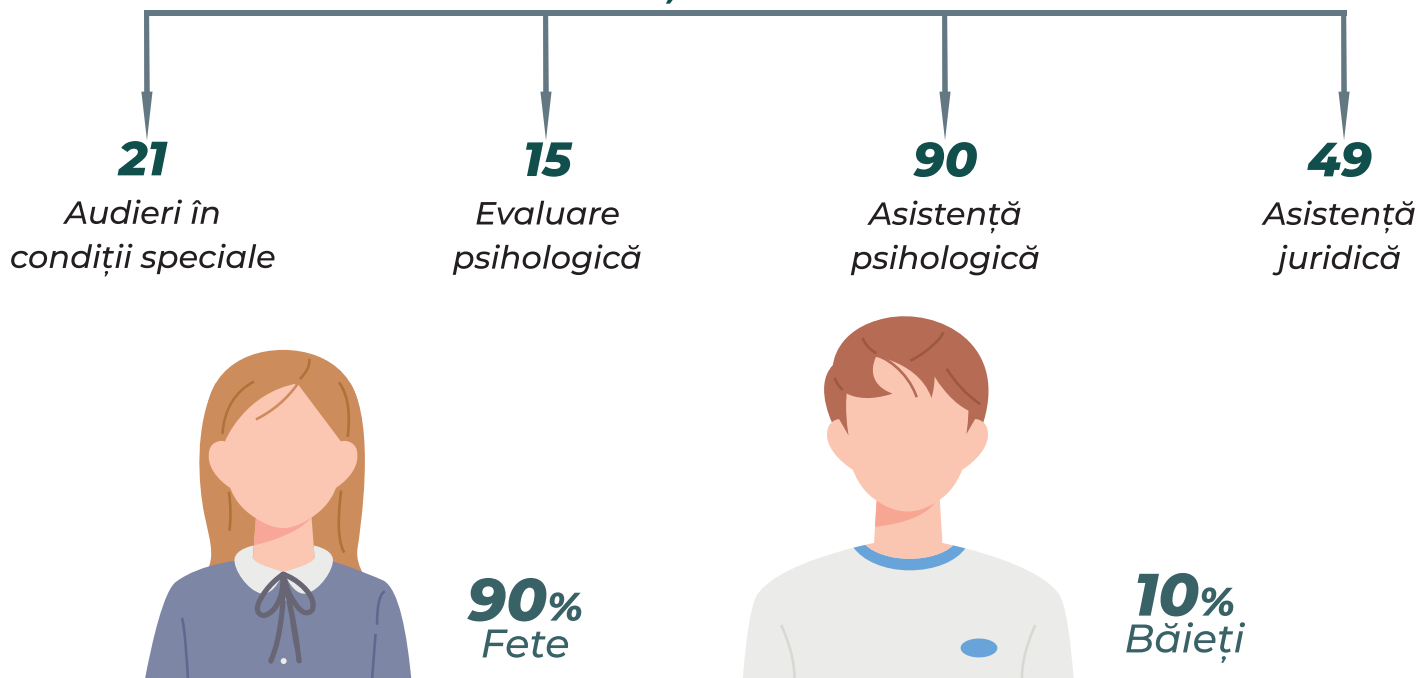 21
Audieri în
condiții speciale
15
Evaluare
psihologică
90
Asistență
psihologică
49
Asistență
juridică
90%
Fete
10%
Băieți